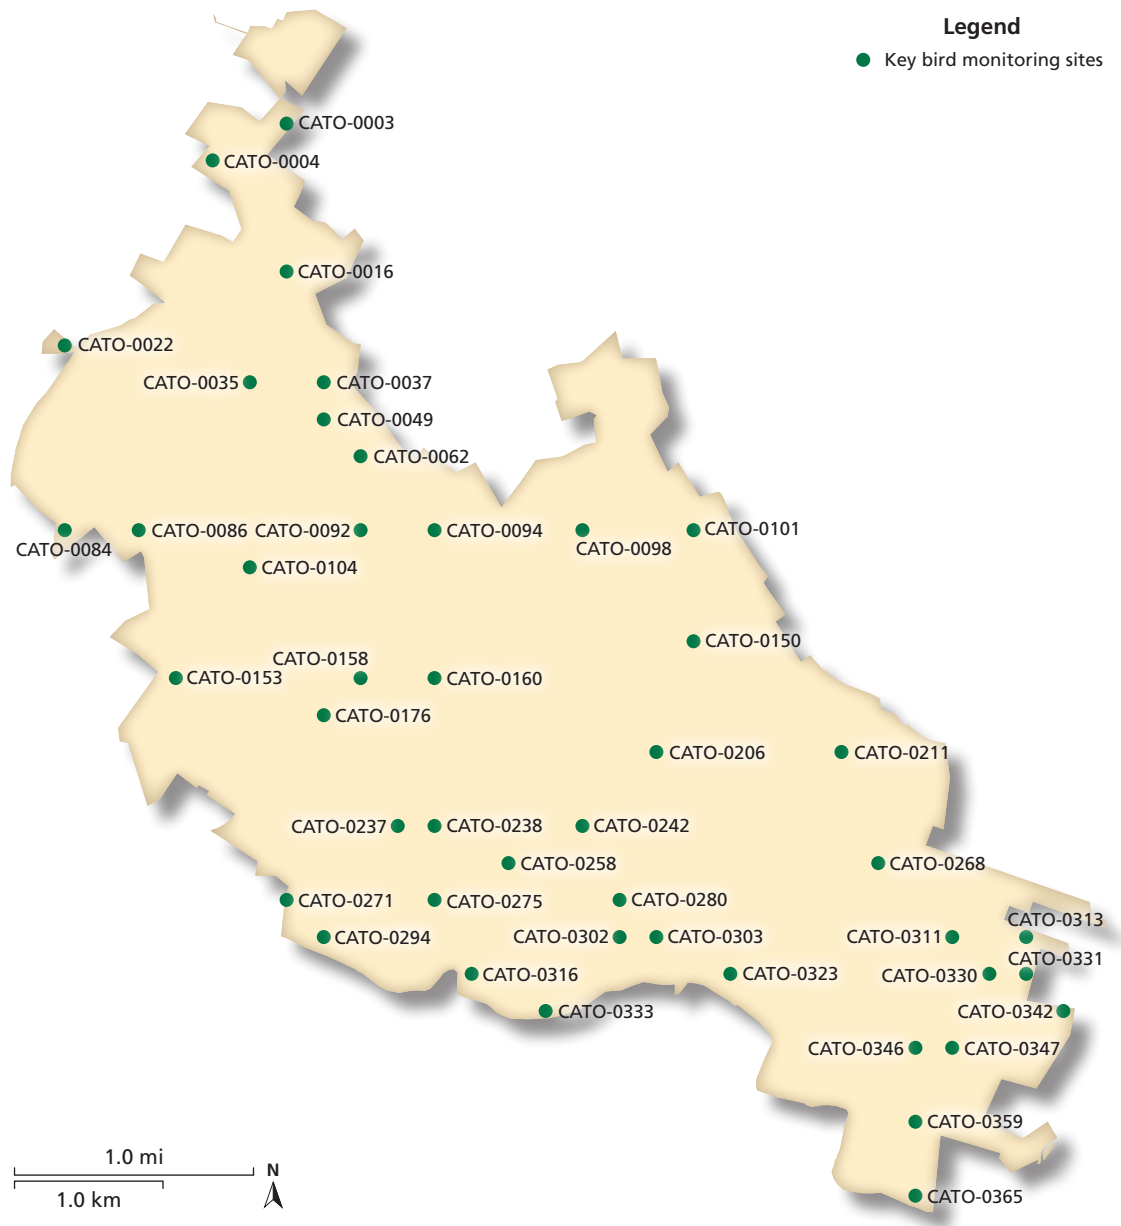 Legend
Key bird monitoring sites
CATO-0003
CATO-0004
CATO-0016
CATO-0022
CATO-0035
CATO-0037
CATO-0049
CATO-0062
CATO-0084
CATO-0086
CATO-0092
CATO-0094
CATO-0098
CATO-0101
CATO-0104
CATO-0150
CATO-0153
CATO-0158
CATO-0160
CATO-0176
CATO-0206
CATO-0211
CATO-0237
CATO-0238
CATO-0242
CATO-0258
CATO-0268
CATO-0271
CATO-0275
CATO-0280
CATO-0313
CATO-0294
CATO-0302
CATO-0303
CATO-0311
CATO-0331
CATO-0316
CATO-0323
CATO-0330
CATO-0333
CATO-0342
CATO-0346
CATO-0347
CATO-0359
CATO-0365
1.0 mi
1.0 km
N